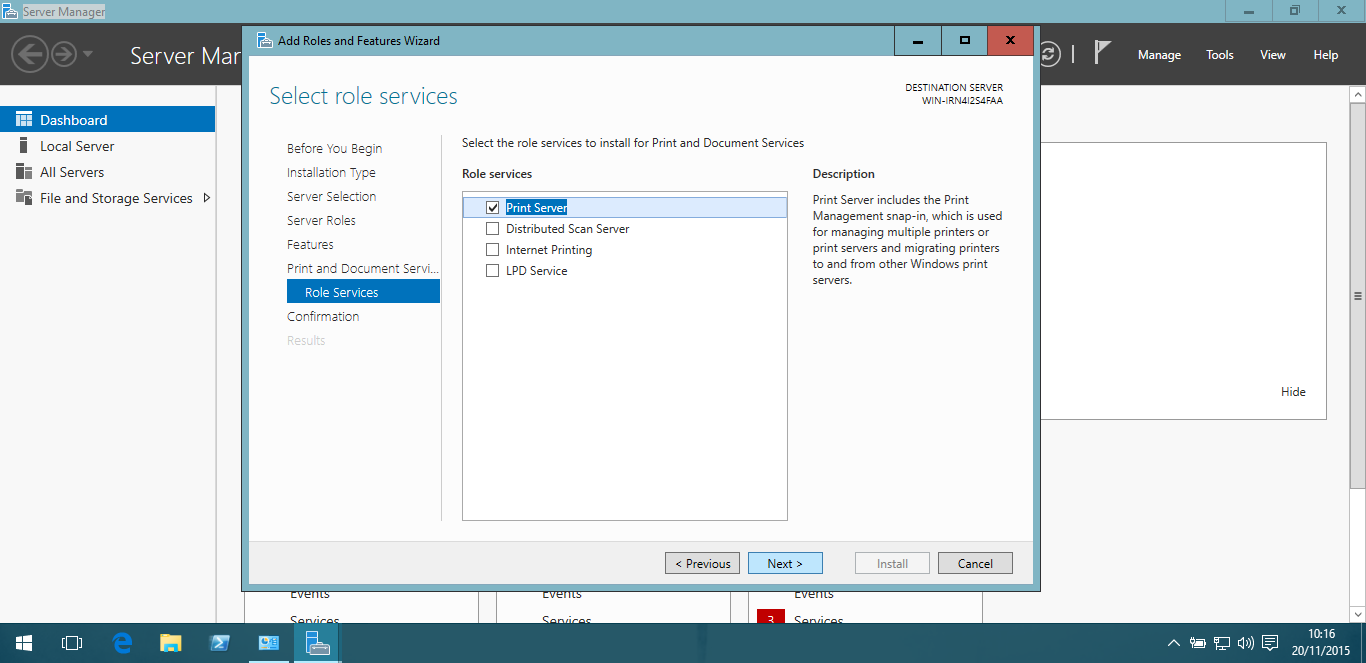 Server Manager
Server Mar
Manage
Tools
View
Help
Dashboard
Local Server
All Servers
File and Storage Services
Add Roles and Features Wizard
Select role services
DESTINATION SERVER
WIN-IRN4I2S4FAA
Before You Begin
Installation Type
Server Selection
Server Roles
Features
Print and Document Servi...
Role Services
Confirmation
Results
Select the role services to install for Print and Document Services
Role services
Print Server
Distributed Scan Server
Internet Printing
LPD Service
Description
Print Server includes the Print
Management snap-in, which is used
for managing multiple printers or
print servers and migrating printers
to and from other Windows print
servers.
< Previous
Next >
Install
Cancel
Hide
Events
Events
Events
Services
Services
3 Services
10:16
20/11/2015